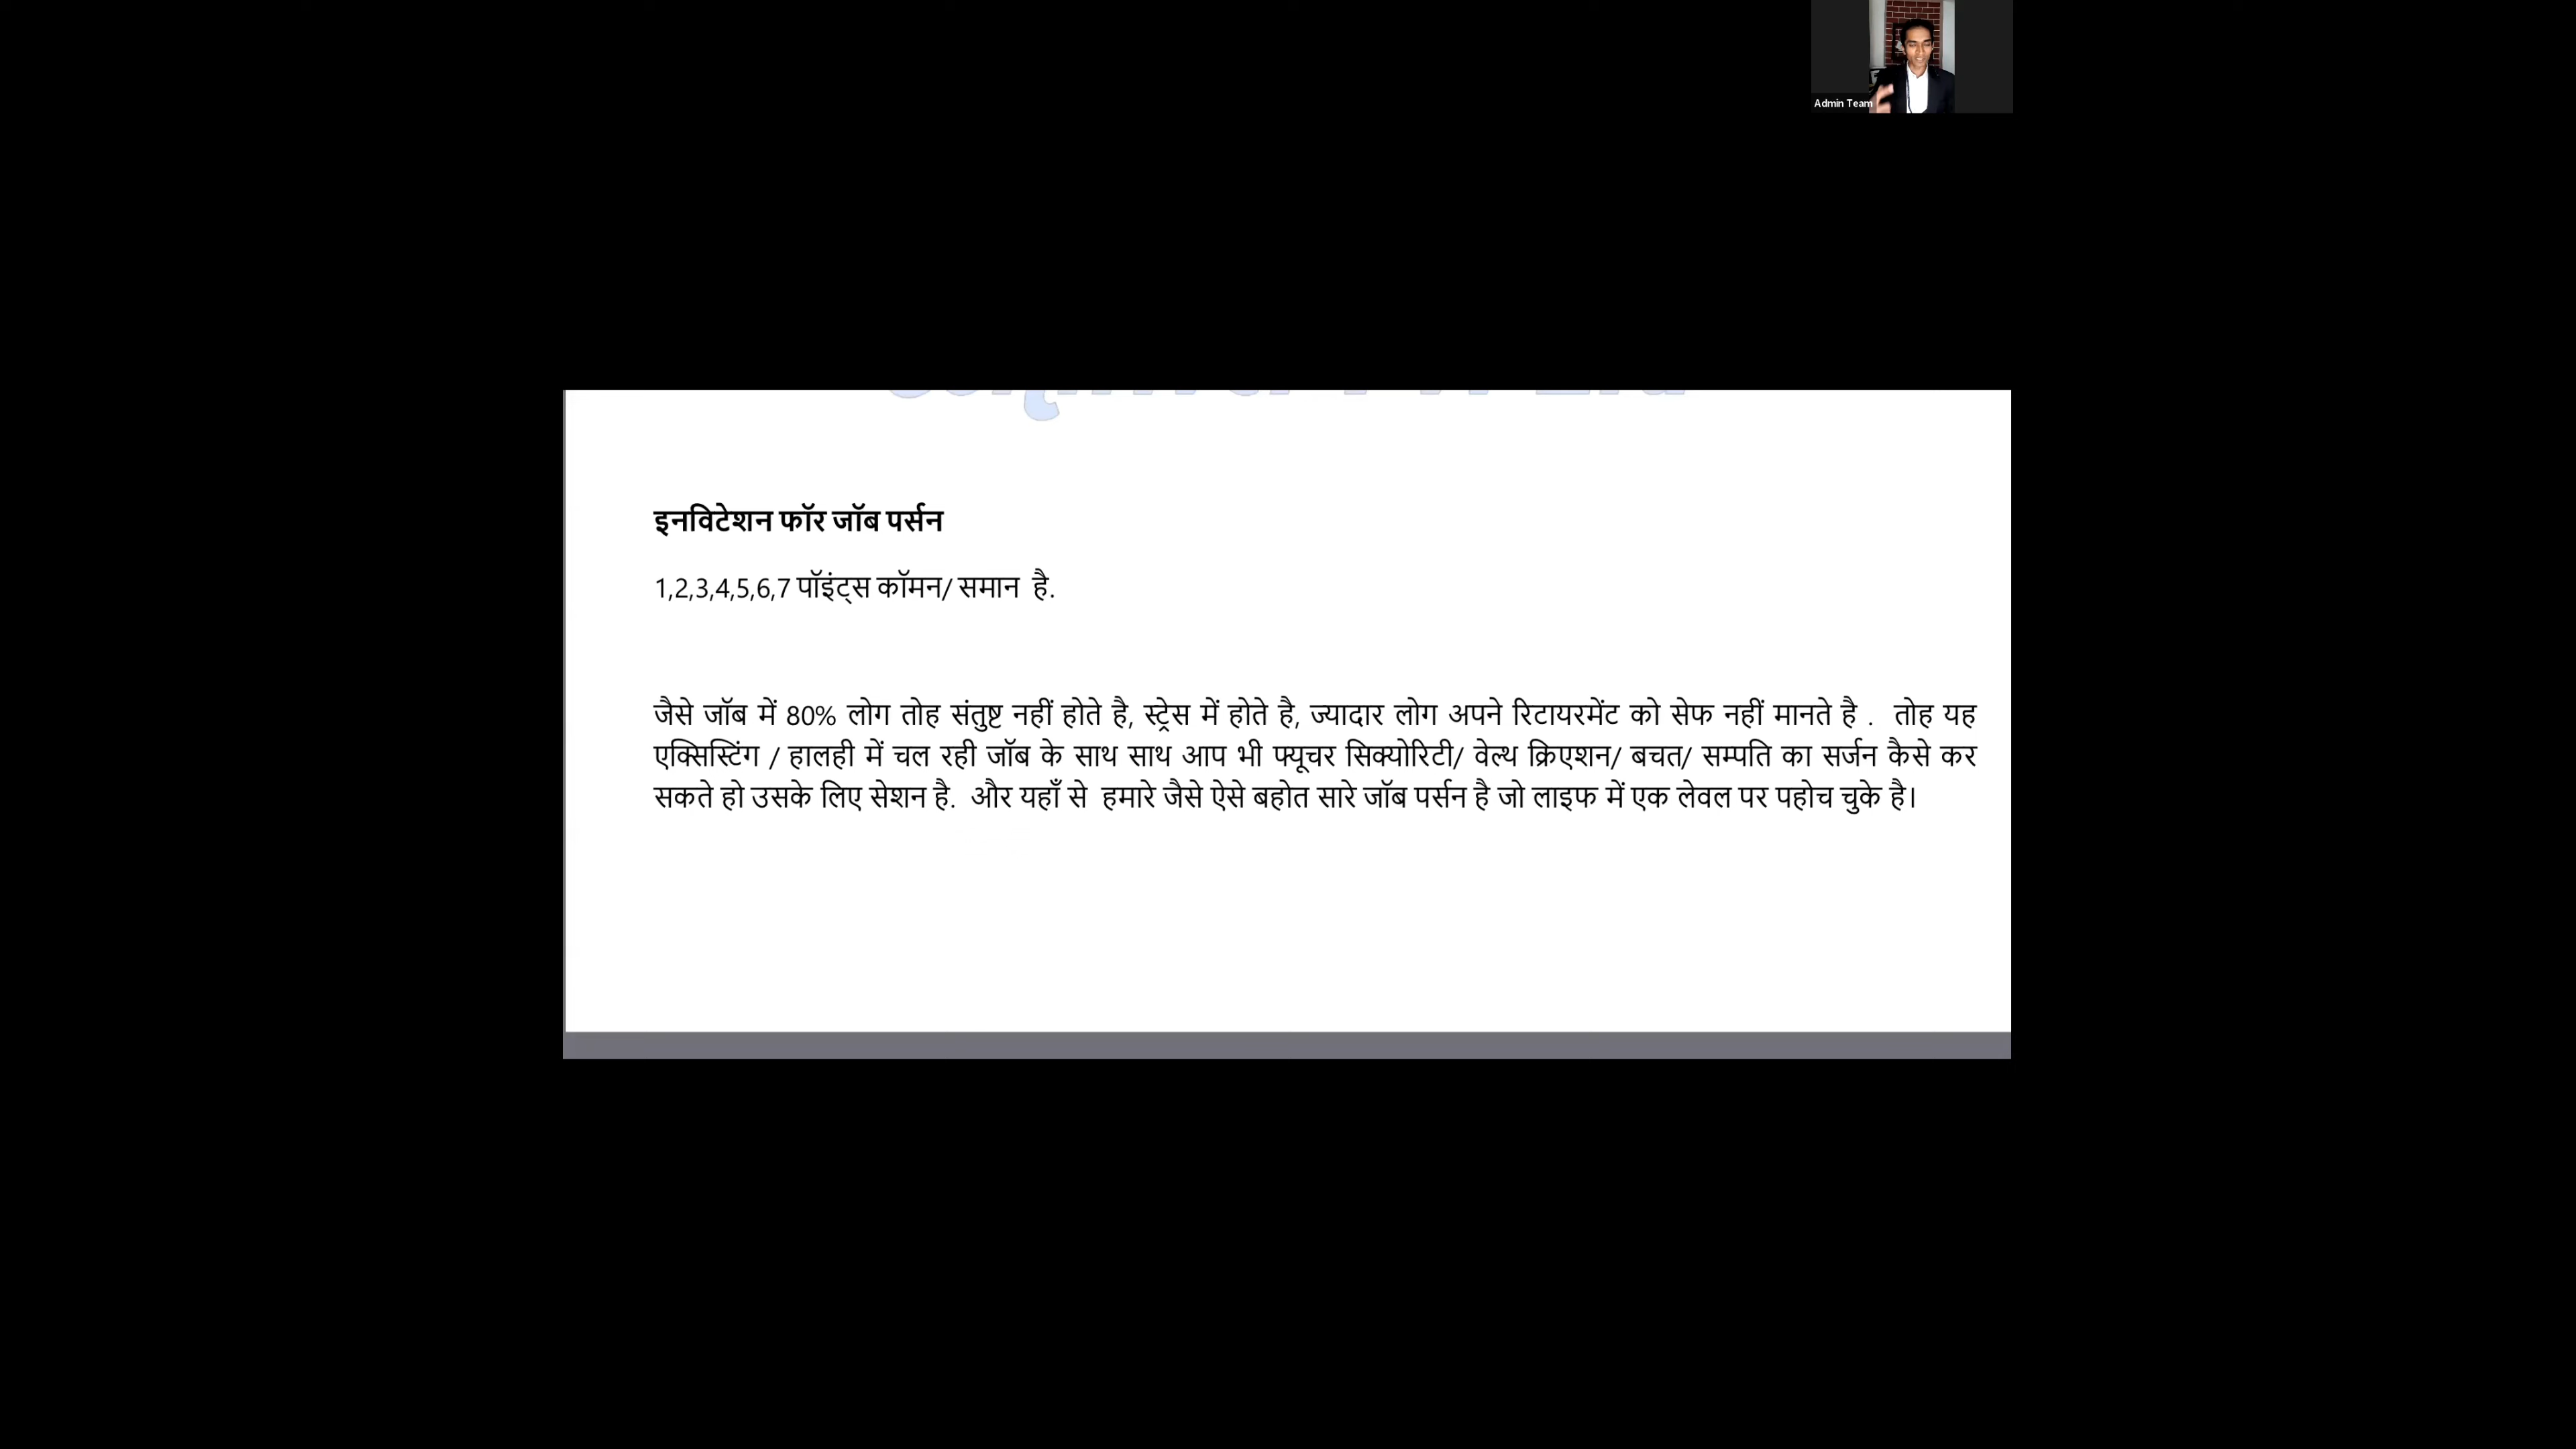 Admin Team
इनविटेशन फॉर जॉब पर्सन
1,2,3,4,5,6,7 पॉइंट्स कॉमन/ समान है.
जैसे जॉब में 80% लोग तोह संतुष्ट नहीं होते है, स्ट्रेस में होते है, ज्यादार लोग अपने रिटायरमेंट को सेफ नहीं मानते है . तोह यह
एक्सिस्टिंग / हालही में चल रही जॉब के साथ साथ आप भी फ्यूचर सिक्योरिटी/ वेल्थ क्रिएशन/ बचत/ सम्पति का सर्जन कैसे कर
सकते हो उसके लिए सेशन है. और यहाँ से हमारे जैसे ऐसे बहोत सारे जॉब पर्सन है जो लाइफ में एक लेवल पर पहोच चुके है।